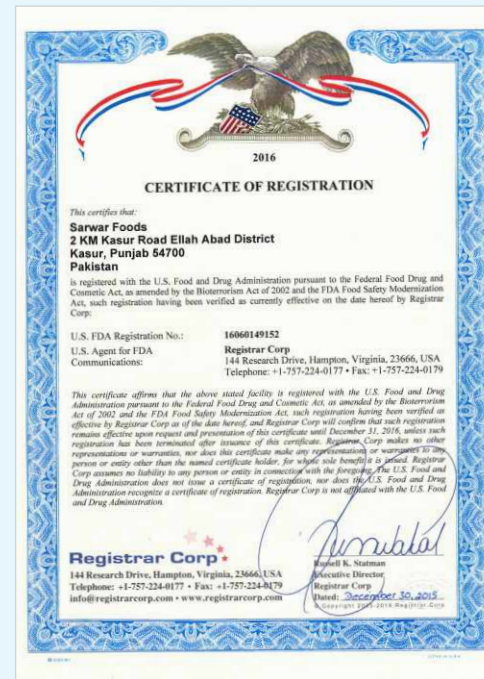 2016
CERTIFICATE OF REGISTRATION
This certifies that:
Sarwar Foods
2 KM Kasur Road Ellah Abad District
Kasur, Punjab 54700
Pakistan
is registered with the U.S. Food and Drug Administration pursuant to the Federal Food Drug and
Cosmetic Act, as amended by the Bioterrorism Act of 2002 and the FDA Food Safety Modernization
Act, such registration having been verified as currently effective on the date hereof by Registrar
Corp:
U.S. FDA Registration No.: 16060149152
U.S. Agent for FDA Registrar Corp
Communications: 144 Research Drive, Hampton, Virginia, 23666, USA
Telephone: +1-757-224-0177 • Fax: +1-757-224-0179
This certificate affirms that the above stated facility is registered with the U.S. Food and Drug
Administration pursuant to the Federal Food Drug and Cosmetic Act, as amended by the Bioterrorism
Act of 2002 and the FDA Food Safety Modernization Act, such registration having been verified as
effective by Registrar Corp as of the date hereof, and Registrar Corp will confirm that such registration
remains effective upon request and presentation of this certificate until December 31, 2016, unless such
registration has been terminated after issuance of this certificate. Registrar Corp makes no other
representations or warranties, nor does this certificate make any representations or warranties to any
person or entity other than the named certificate holder, for whose sole benefit it is issued. Registrar
Corp assumes no liability to any person or entity in connection with the foregoing. The U.S. Food and
Drug Administration does not issue a certificate of registration, nor does the U.S. Food and Drug
Administration recognize a certificate of registration. Registrar Corp is not affiliated with the U.S. Food
and Drug Administration.
Registrar Corp
144 Research Drive, Hampton, Virginia, 23666, USA
Telephone: +1-757-224-0177 • Fax: +1-757-224-0179
info@registrarcorp.com • www.registrarcorp.com
Russell K. Statman
Executive Director
Registrar Corp
Dated: December 30, 2015
© Copyright 2003-2016 Registrar Corp